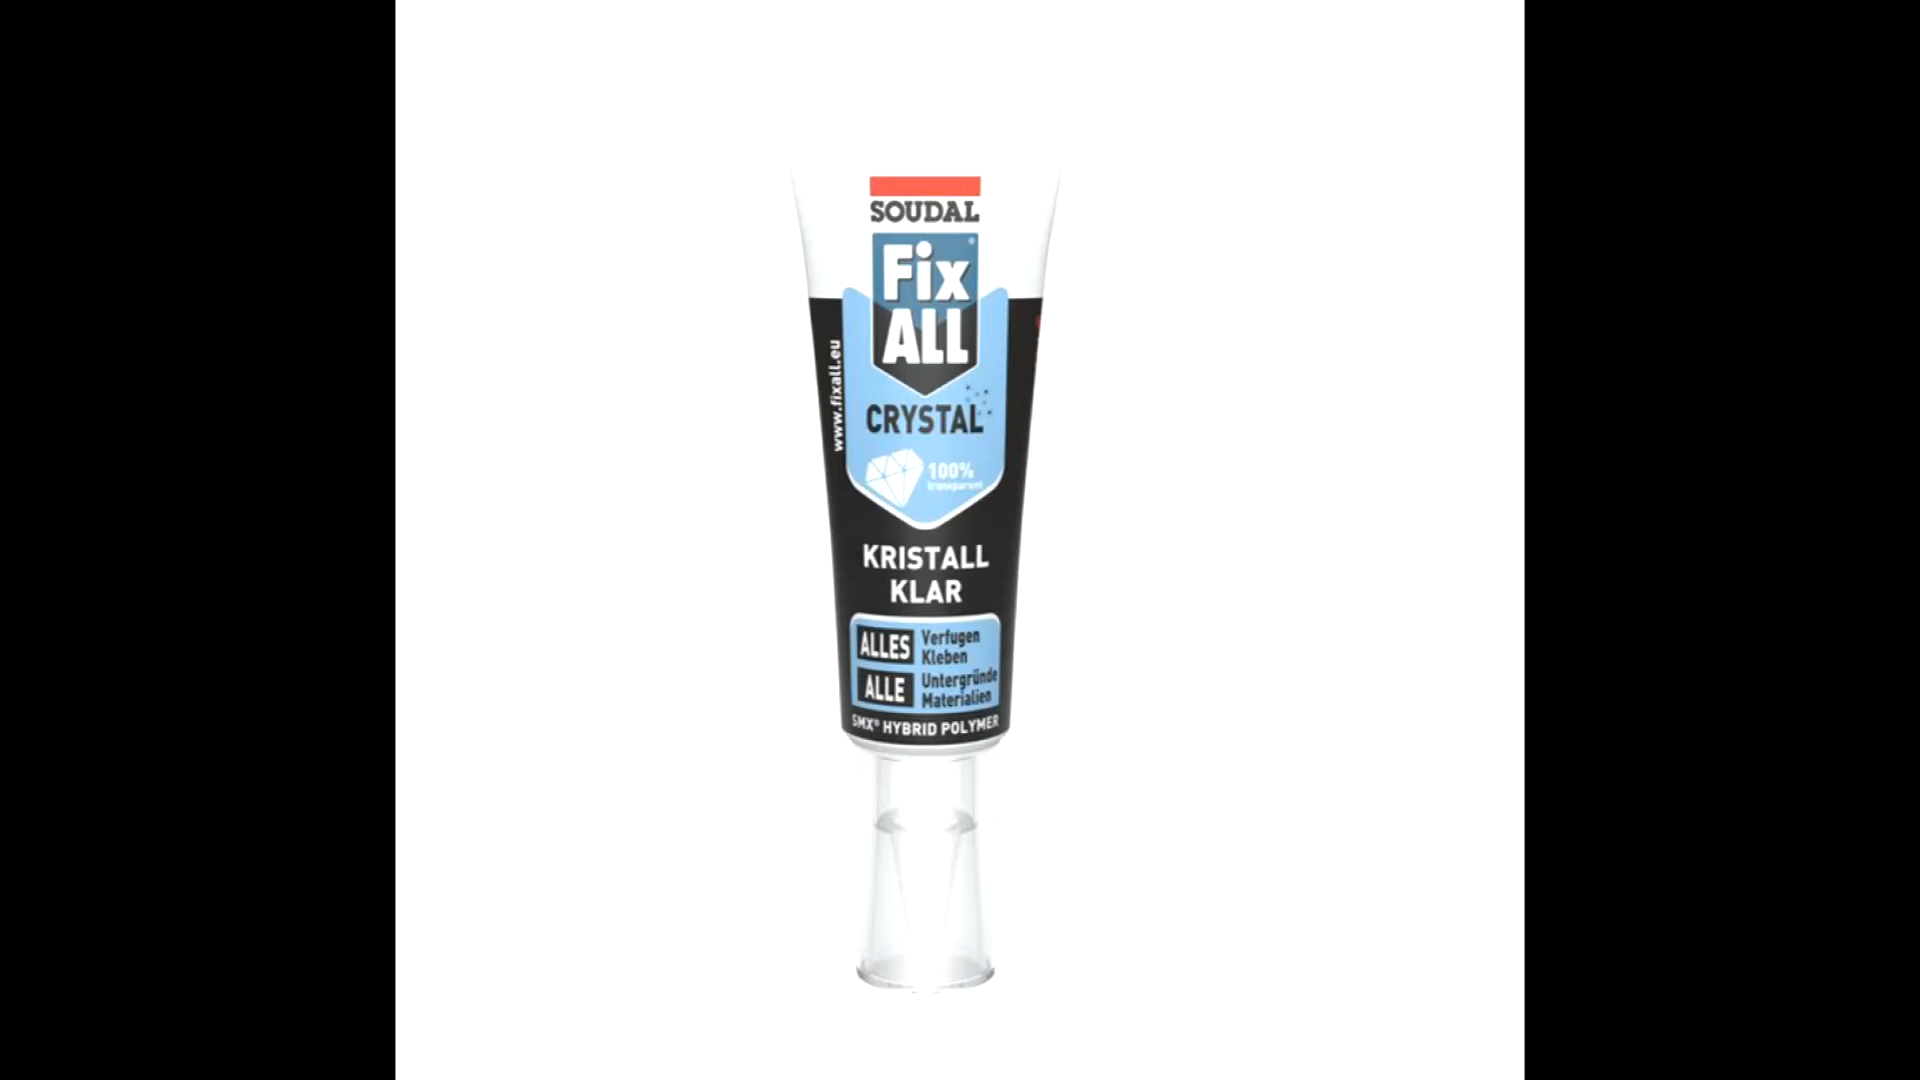 SOUDAL
Fix
ALL
®
www.fixall.eu
CRYSTAL
100%
transparent
KRISTALL
KLAR
ALLES Verfugen
Kleben
ALLE Untergründe
Materialien
SMX® HYBRID POLYMER